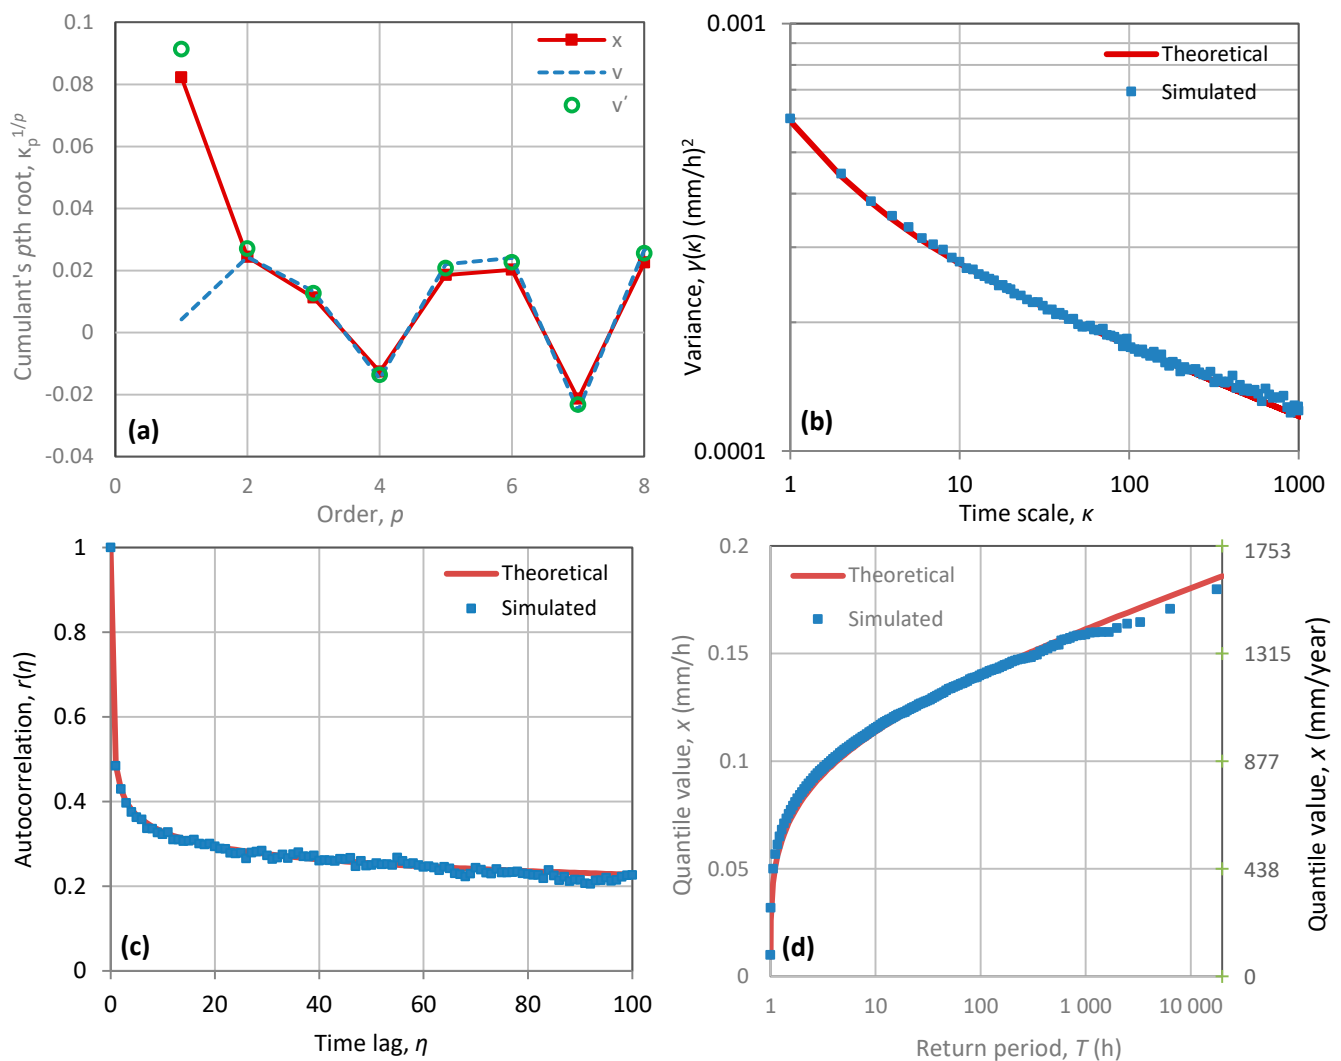 0.1
0.08
0.06
0.04
0.02
0
-0.02
-0.04
0
2
4
6
8
Cumulant's pth root, κp^1/p
Order, p
x
v
v′
(a)
0.001
0.0001
1
10
100
1000
Variance, γ(κ) (mm/h)²
Time scale, κ
Theoretical
Simulated
(b)
1
0.8
0.6
0.4
0.2
0
0
20
40
60
80
100
Autocorrelation, r(η)
Time lag, η
Theoretical
Simulated
(c)
0.2
0.15
0.1
0.05
0
1
10
100
1 000
10 000
1753
1315
877
438
0
Quantile value, x (mm/h)
Quantile value, x (mm/year)
Return period, T (h)
Theoretical
Simulated
(d)